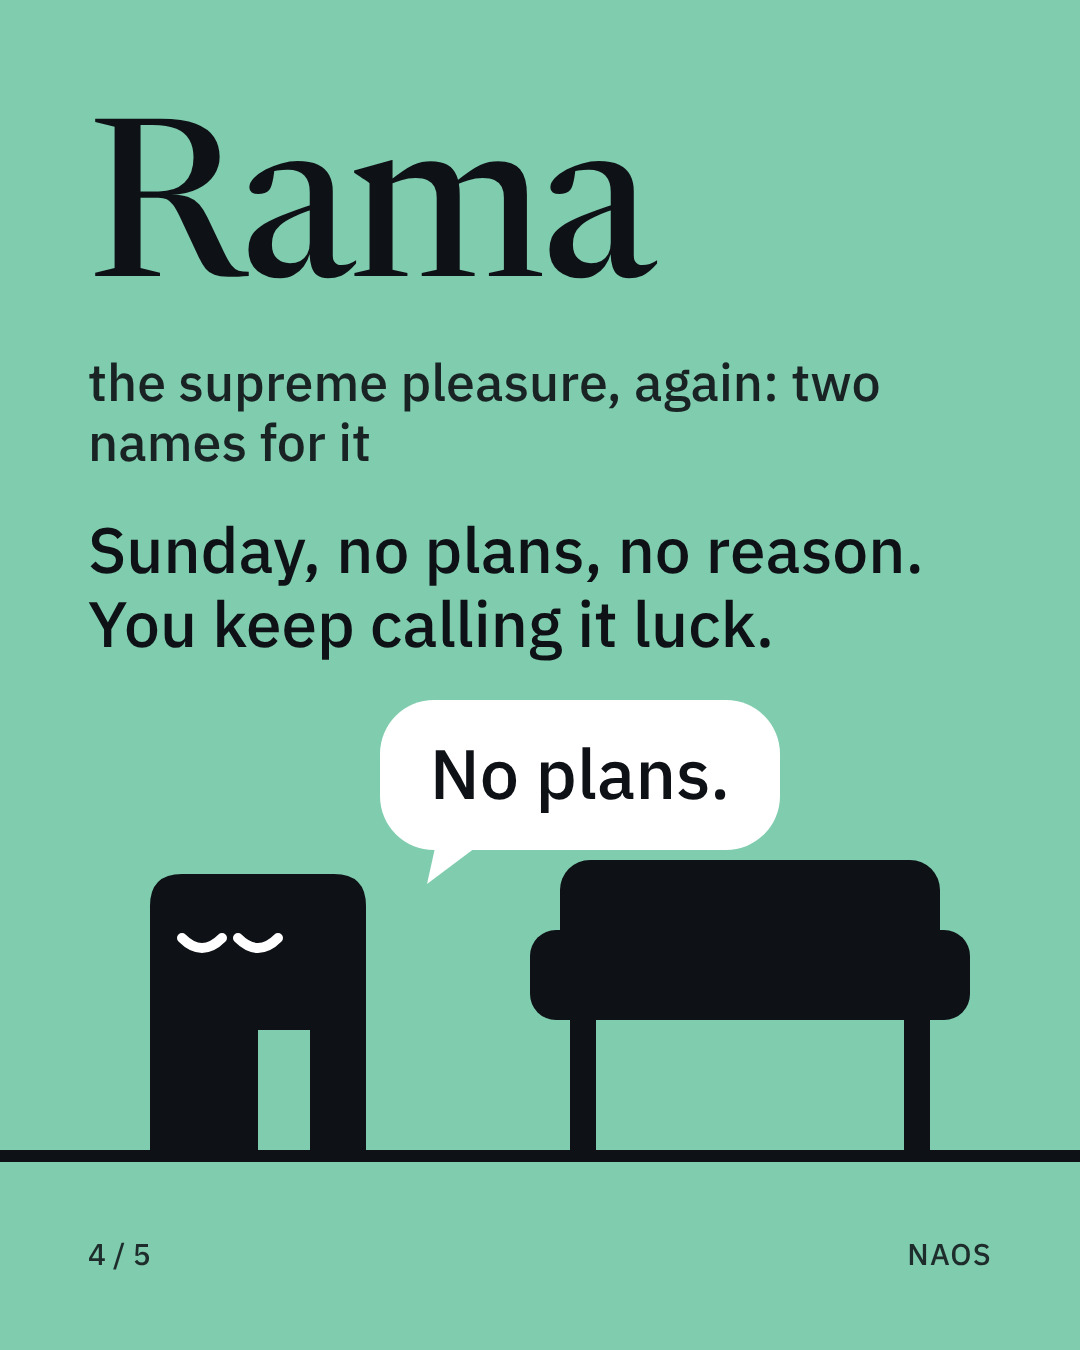 Rama
the supreme pleasure, again: two
names for it
Sunday, no plans, no reason.
You keep calling it luck.
No plans.
4 / 5
NAOS